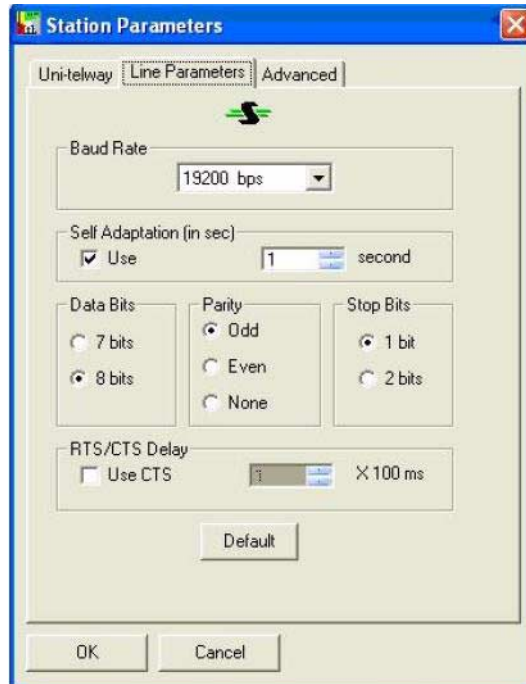 Station Parameters
Uni-telway Line Parameters Advanced
Baud Rate
19200 bps
Self Adaptation (in sec)
Use 1 second
Data Bits Parity Stop Bits
7 bits Odd 1 bit
8 bits Even 2 bits
None
RTS/CTS Delay
Use CTS 1 X 100 ms
Default
OK Cancel